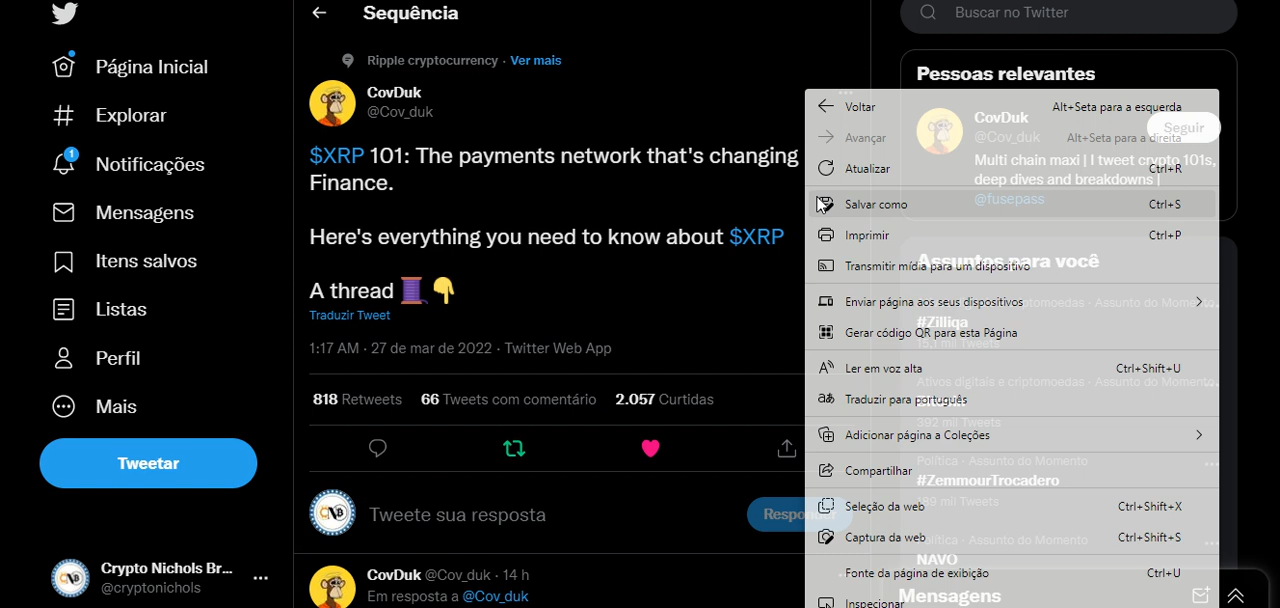 Página Inicial
Explorar
1
Notificações
Mensagens
Itens salvos
Listas
Perfil
Mais
Tweetar
Crypto Nichols Br...
@cryptonichols
Sequência
Ripple cryptocurrency · Ver mais
CovDuk
@Cov_duk
$XRP 101: The payments network that's changing
Finance.
Here's everything you need to know about $XRP
A thread 🧵👇
Traduzir Tweet
1:17 AM · 27 de mar de 2022 · Twitter Web App
818 Retweets 66 Tweets com comentário 2.057 Curtidas
CNB
Tweete sua resposta
CovDuk @Cov_duk · 14 h
Em resposta a @Cov_duk
Buscar no Twitter
Pessoas relevantes
CovDuk
@Cov_duk
Seguir
Multi chain maxi | I tweet crypto 101s,
deep dives and breakdowns |
@fusepass
Assuntos para você
#Zilliqa
Ativos digitais e criptomoedas · Assunto do Momento...
392 mil Tweets
Política · Assunto do Momento
#ZemmourTrocadero
189 mil Tweets
Política · Assunto do Momento
NAVO
Mensagens
Voltar Alt+Seta para a esquerda
Avançar Alt+Seta para a direita
Atualizar Ctrl+R
Salvar como Ctrl+S
Imprimir Ctrl+P
Transmitir mídia para um dispositivo
Enviar página aos seus dispositivos
Gerar código QR para esta Página
Ler em voz alta Ctrl+Shift+U
Traduzir para português
Adicionar página a Coleções
Compartilhar
Seleção da web Ctrl+Shift+X
Captura da web Ctrl+Shift+S
Fonte da página de exibição Ctrl+U
Inspecionar